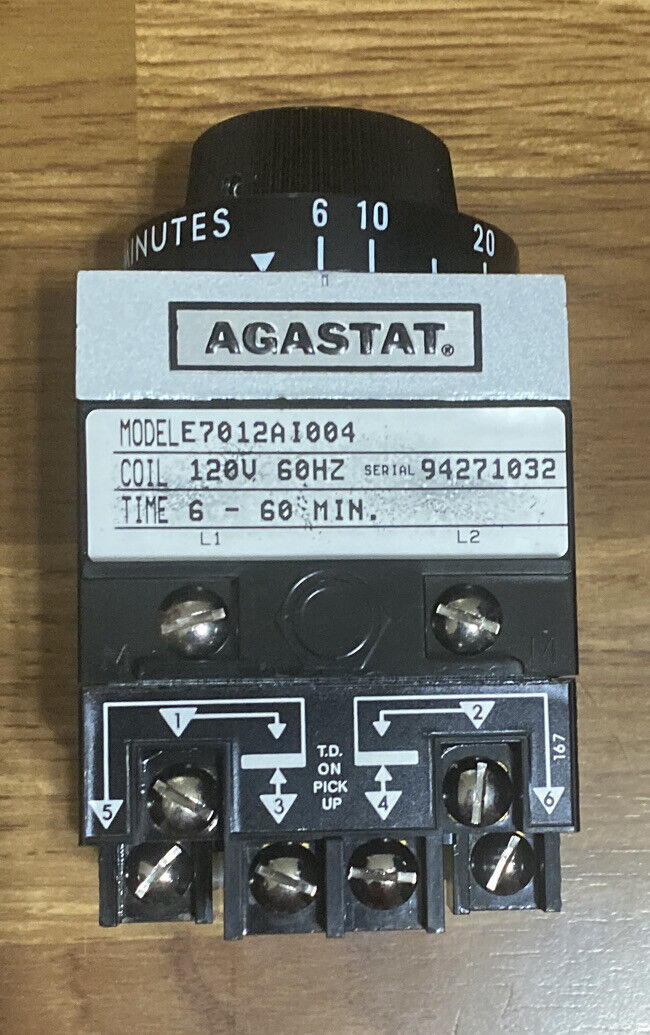 MINUTES 6 10 20
M
AGASTAT®
MODEL E7012AI004
COIL 120V 60HZ SERIAL 94271032
TIME 6 - 60 MIN.
L1 L2
M M
1 2
T.D.
ON
PICK
UP
167
5 3 4 6